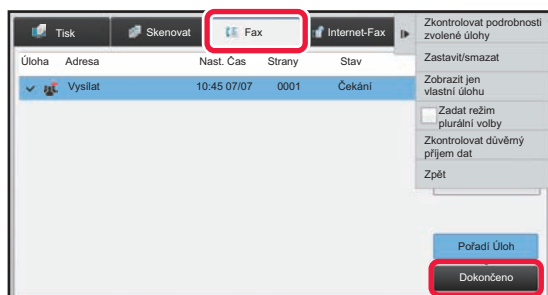 Tisk
Skenovat
Fax
Internet-Fax
Úloha Adresa Nast. Čas Strany Stav
Vysílat 10:45 07/07 0001 Čekání
Zkontrolovat podrobnosti
zvolené úlohy
Zastavit/smazat
Zobrazit jen
vlastní úlohu
Zadat režim
plurální volby
Zkontrolovat důvěrný
příjem dat
Zpět
Pořadí Úloh
Dokončeno